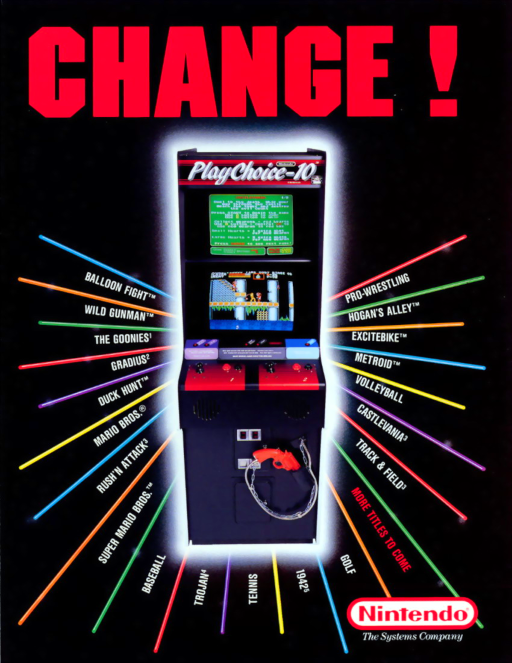 CHANGE !
Nintendo
PlayChoice-10™
BALLOON FIGHT™
WILD GUNMAN™
THE GOONIES¹
GRADIUS²
DUCK HUNT™
MARIO BROS.®
RUSH'N ATTACK³
SUPER MARIO BROS.™
BASEBALL
TROJAN⁴
TENNIS
1942⁵
GOLF
MORE TITLES TO COME
TRACK & FIELD³
CASTLEVANIA³
VOLLEYBALL
METROID™
EXCITEBIKE™
HOGAN'S ALLEY™
PRO-WRESTLING
Nintendo®
The Systems Company